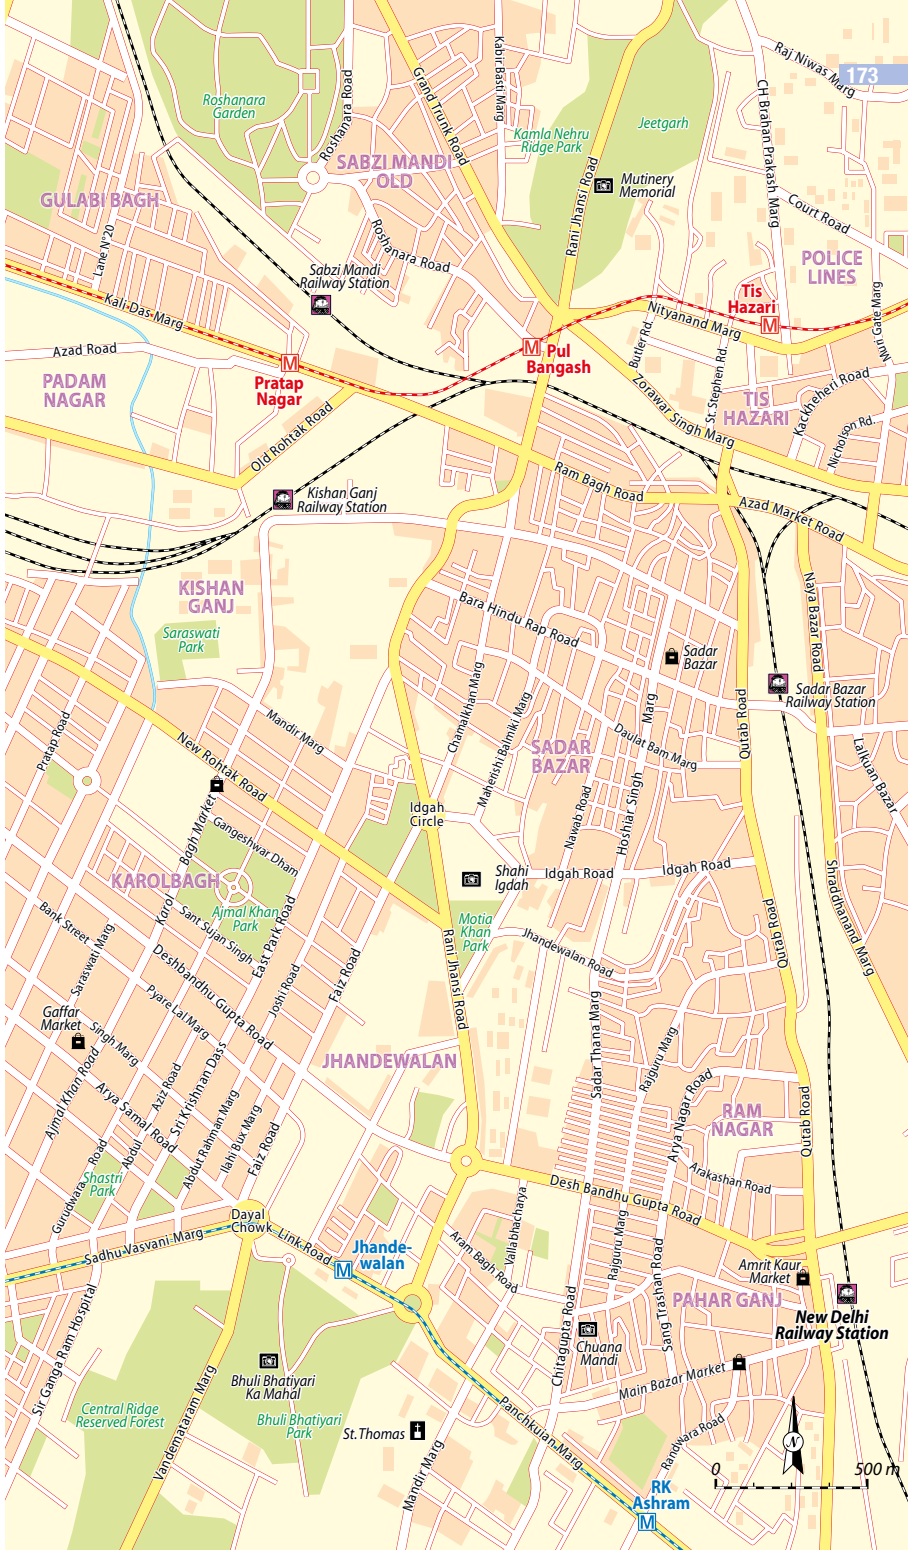 173
Raj Niwas Marg
CH Brahan Prakash Marg
Kabir Basti Marg
Grand Trunk Road
Roshanara Road
Roshanara
Garden
Jeetgarh
Kamla Nehru
Ridge Park
SABZI MANDI
OLD
Mutinery
Memorial
GULABI BAGH
Court Road
Rani Jhansi Road
Roshanara Road
Lane N°20
POLICE
LINES
Sabzi Mandi
Railway Station
Tis
Hazari
Kali Das Marg
Nityanand Marg
Muri Gate Marg
Butler Rd.
Azad Road
Pul
Bangash
St. Stephen Rd.
PADAM
NAGAR
Pratap
Nagar
Zorawar Singh Marg
Kackheheri Road
TIS
HAZARI
Nicholson Rd.
Old Rohtak Road
Ram Bagh Road
Kishan Ganj
Railway Station
Azad Market Road
KISHAN
GANJ
Naya Bazar Road
Bara Hindu Rap Road
Saraswati
Park
Sadar
Bazar
Chamalkhan Marg
Sadar Bazar
Railway Station
Mahenshi Balmiki Marg
Marg
Hoshiar Singh
Qutab Road
Mandir Marg
Pratap Road
New Rohtak Road
Daulat Bam Marg
SADAR
BAZAR
Lalkuan Bazar
Nawab Road
Idgah
Circle
Karol Bagh Market
Gangeshwar Dham
Shahi
Igdah
Idgah Road
Idgah Road
Shraddhanand Marg
KAROLBAGH
Ajmal Khan
Park
Motia
Khan
Park
Bank Street
Sant Sujan Singh
East Park Road
Qutab Road
Saraswati Marg
Jhandewalan Road
Rani Jhansi Road
Deshbandhu Gupta Road
Faiz Road
Joshi Road
Pyare Lal Marg
Gaffar
Market
Singh Marg
Sadar Thana Marg
JHANDEWALAN
Rajguru Marg
Ajmal Khan Road
Arya Samal Road
Abdul Aziz Road
Sri Krishnan Dass
Abdut Rahman Marg
Ilahi Bux Marg
Faiz Road
Arya Nagar Road
RAM
NAGAR
Qutab Road
Shastri
Park
Gurudwara Road
Arakashan Road
Desh Bandhu Gupta Road
Vallabhacharya
Dayal
Chowk
Link Road
Sadhu Vasvani Marg
Jhande-
walan
Aram Bagh Road
Rajguru Marg
Sang Trashan Road
Amrit Kaur
Market
PAHAR GANJ
Sir Ganga Ram Hospital
Chitagupta Road
New Delhi
Railway Station
Chuana
Mandi
Bhuli Bhatiyari
Ka Mahal
Main Bazar Market
Vandemataram Marg
Central Ridge
Reserved Forest
Bhuli Bhatiyari
Park
St. Thomas
Panchkuian Marg
Mandir Marg
Randwara Road
N
0 500 m
RK
Ashram
M
M
M
M
M